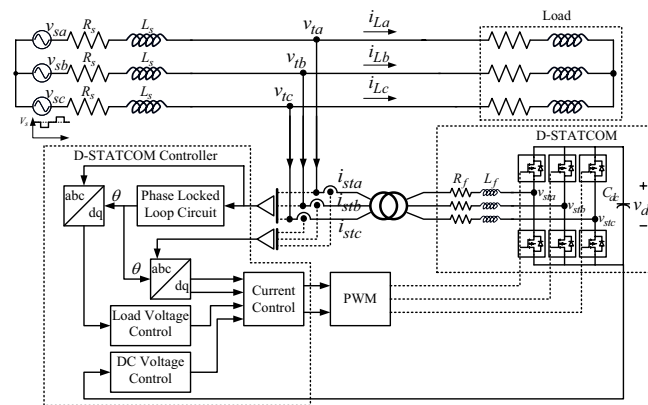 Load
v_sa R_s L_s v_ta i_La
v_sb R_s L_s v_tb i_Lb
v_sc R_s L_s v_tc i_Lc
V_s
D-STATCOM
D-STATCOM Controller
i_sta
i_stb
i_stc
R_f L_f
v_sta
v_stb
v_stc
C_dc
+
v_d
−
abc
dq
θ
Phase Locked
Loop Circuit
θ
abc
dq
Load Voltage
Control
Current
Control
PWM
DC Voltage
Control